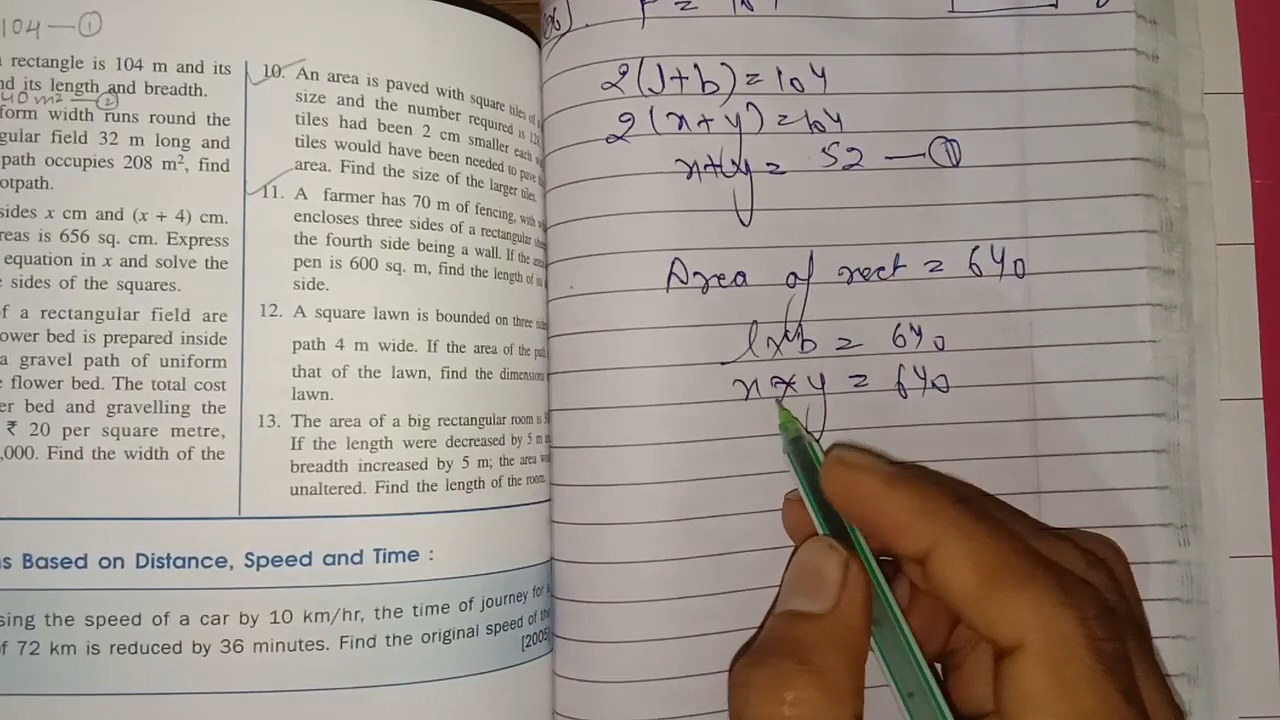 104 — ①
rectangle is 104 m and its
nd its length and breadth.
40 m² — ②
form width runs round the
gular field 32 m long and
path occupies 208 m², find
otpath.
sides x cm and (x + 4) cm.
reas is 656 sq. cm. Express
equation in x and solve the
sides of the squares.
f a rectangular field are
ower bed is prepared inside
a gravel path of uniform
flower bed. The total cost
er bed and gravelling the
₹ 20 per square metre,
,000. Find the width of the
10. An area is paved with square tiles of
size and the number required is 12
tiles had been 2 cm smaller each
tiles would have been needed to pave
area. Find the size of the larger tiles.
11. A farmer has 70 m of fencing, with
encloses three sides of a rectangular
the fourth side being a wall. If the
pen is 600 sq. m, find the length of
side.
12. A square lawn is bounded on three
path 4 m wide. If the area of the
that of the lawn, find the dimensions
lawn.
13. The area of a big rectangular room is
If the length were decreased by 5 m
breadth increased by 5 m; the area
unaltered. Find the length of the room.
s Based on Distance, Speed and Time :
sing the speed of a car by 10 km/hr, the time of journey for
f 72 km is reduced by 36 minutes. Find the original speed of the
[2005]
2(l+b) = 104
2(x+y) = 104
x+y = 52 — ①
Area of rect = 640
l×b = 640
x×y = 640